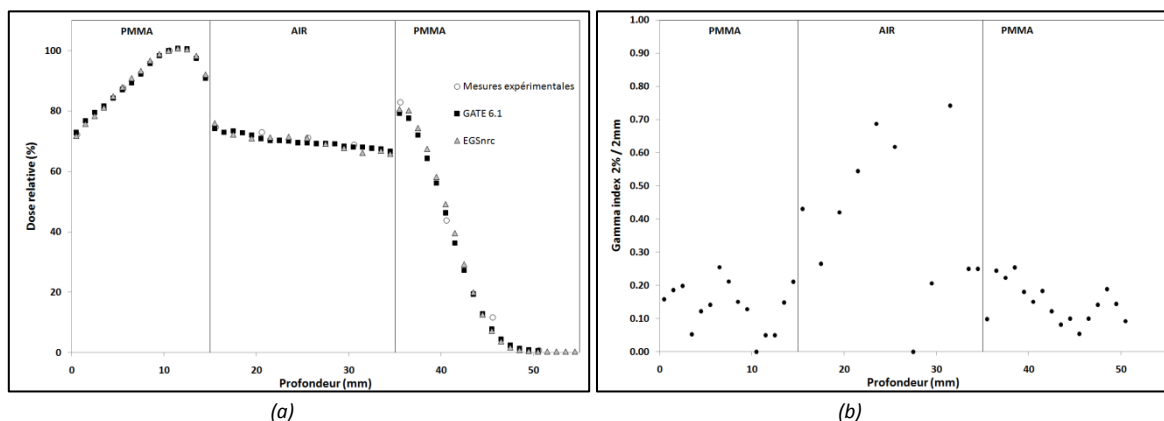 PMMA AIR PMMA
Mesures expérimentales
GATE 6.1
EGSnrc
Dose relative (%)
100
80
60
40
20
0
0 10 20 30 40 50
Profondeur (mm)
(a)
PMMA AIR PMMA
Gamma index 2% / 2mm
1.00
0.90
0.80
0.70
0.60
0.50
0.40
0.30
0.20
0.10
0.00
0 10 20 30 40 50
Profondeur (mm)
(b)